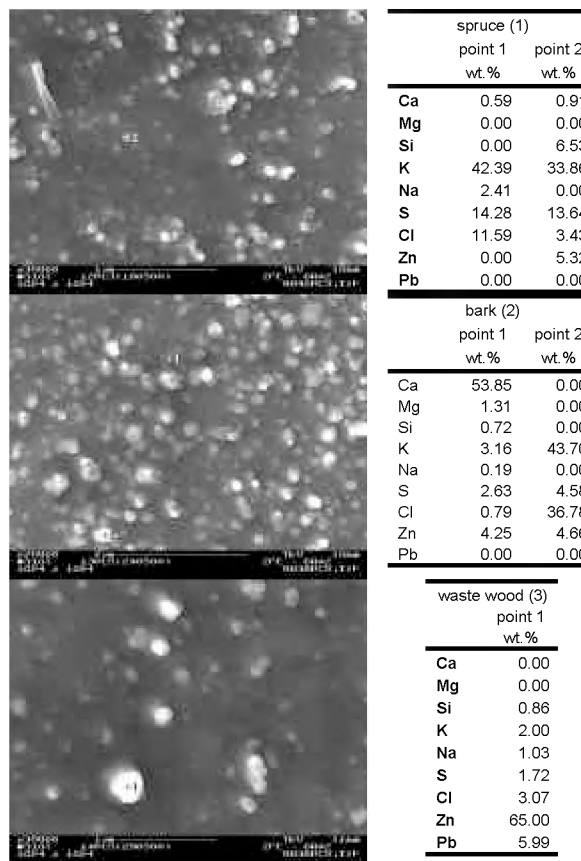 spruce (1)
point 1 point 2
wt.% wt.%
Ca 0.59 0.91
Mg 0.00 0.00
Si 0.00 6.53
K 42.39 33.86
Na 2.41 0.00
S 14.28 13.64
Cl 11.59 3.43
Zn 0.00 5.32
Pb 0.00 0.00
bark (2)
point 1 point 2
wt.% wt.%
Ca 53.85 0.00
Mg 1.31 0.00
Si 0.72 0.00
K 3.16 43.70
Na 0.19 0.00
S 2.63 4.58
Cl 0.79 36.78
Zn 4.25 4.66
Pb 0.00 0.00
waste wood (3)
point 1
wt.%
Ca 0.00
Mg 0.00
Si 0.86
K 2.00
Na 1.03
S 1.72
Cl 3.07
Zn 65.00
Pb 5.99